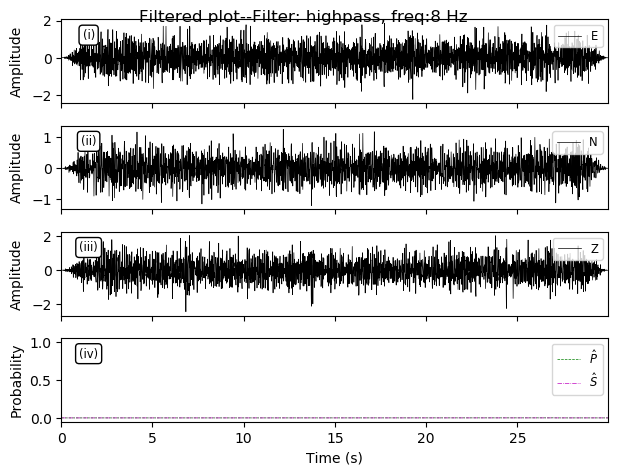 Filtered plot--Filter: highpass, freq:8 Hz
2
0
−2
Amplitude
(i)
E
1
0
−1
Amplitude
(ii)
N
2
0
−2
Amplitude
(iii)
Z
1.0
0.5
0.0
Probability
(iv)
P̂
Ŝ
0 5 10 15 20 25
Time (s)